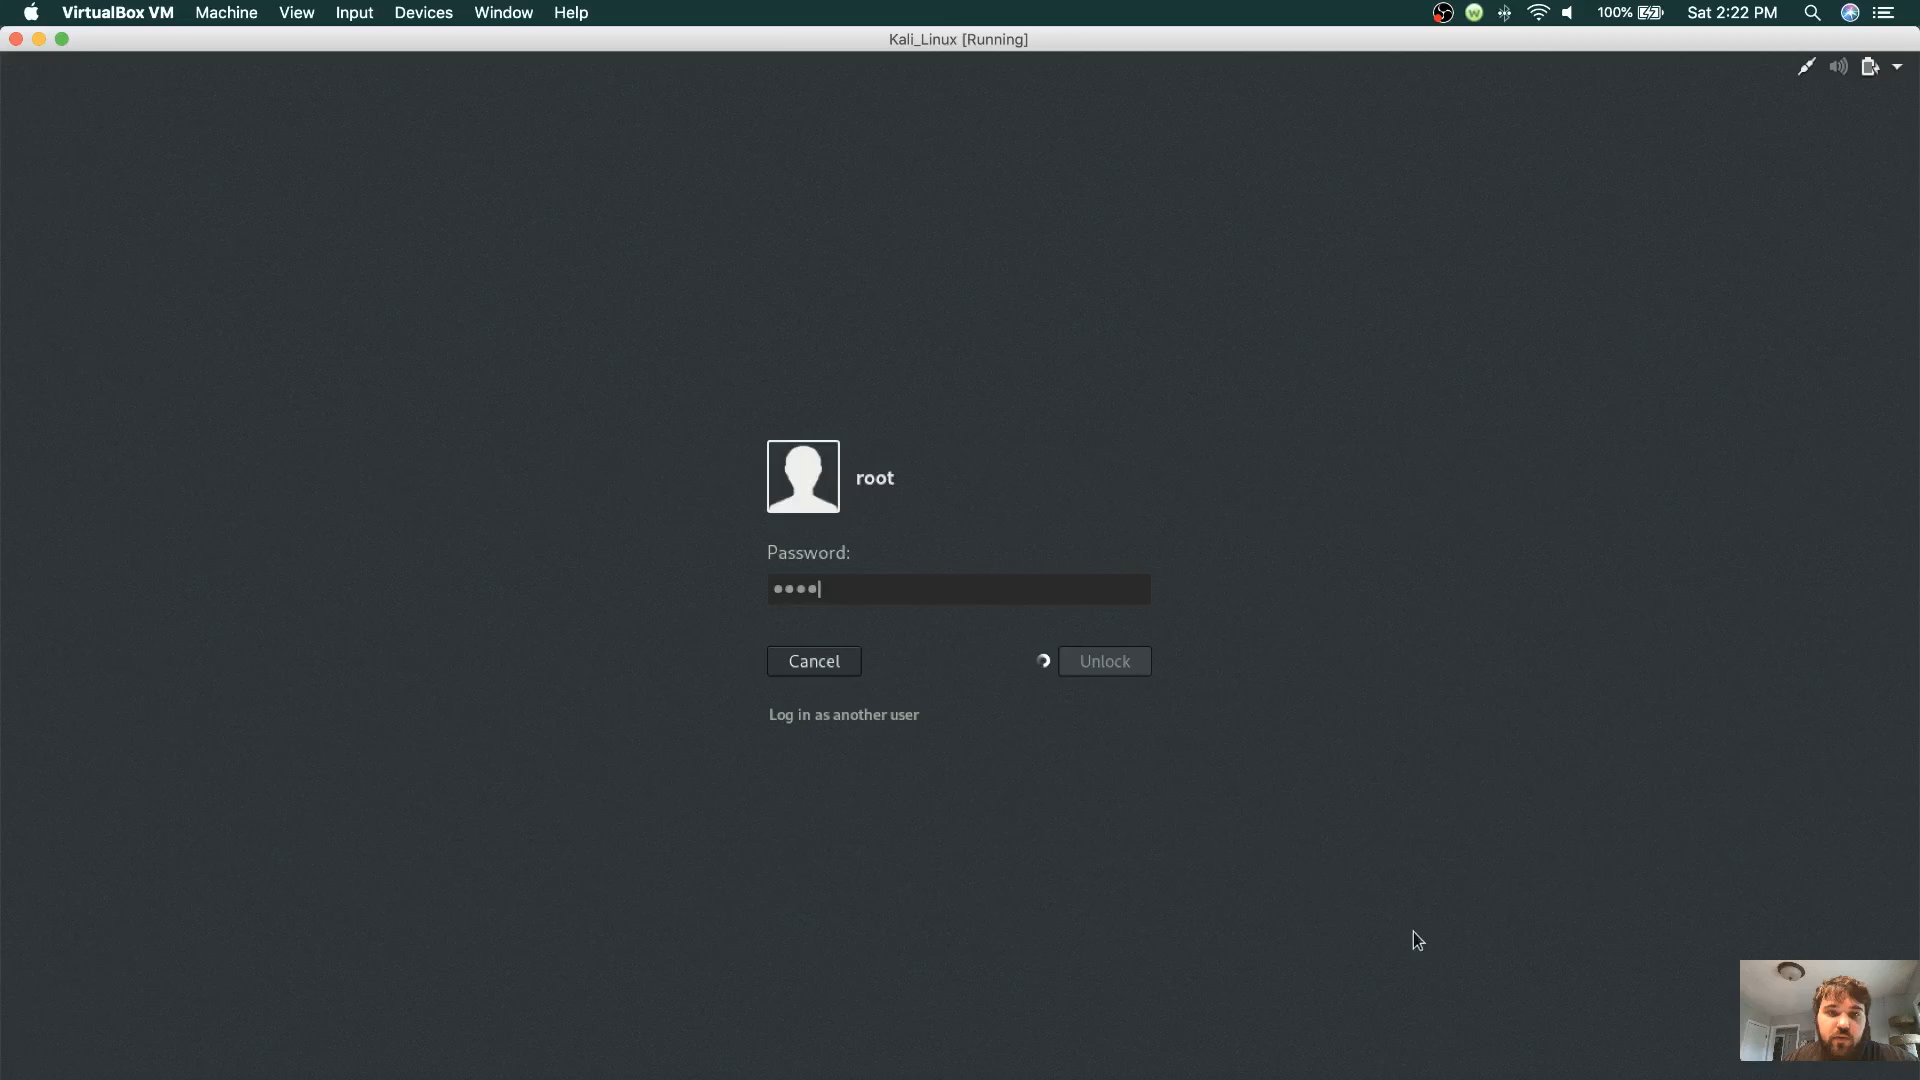 VirtualBox VM Machine View Input Devices Window Help W 100% Sat 2:22 PM
Kali_Linux [Running]
root
Password:
Cancel Unlock
Log in as another user